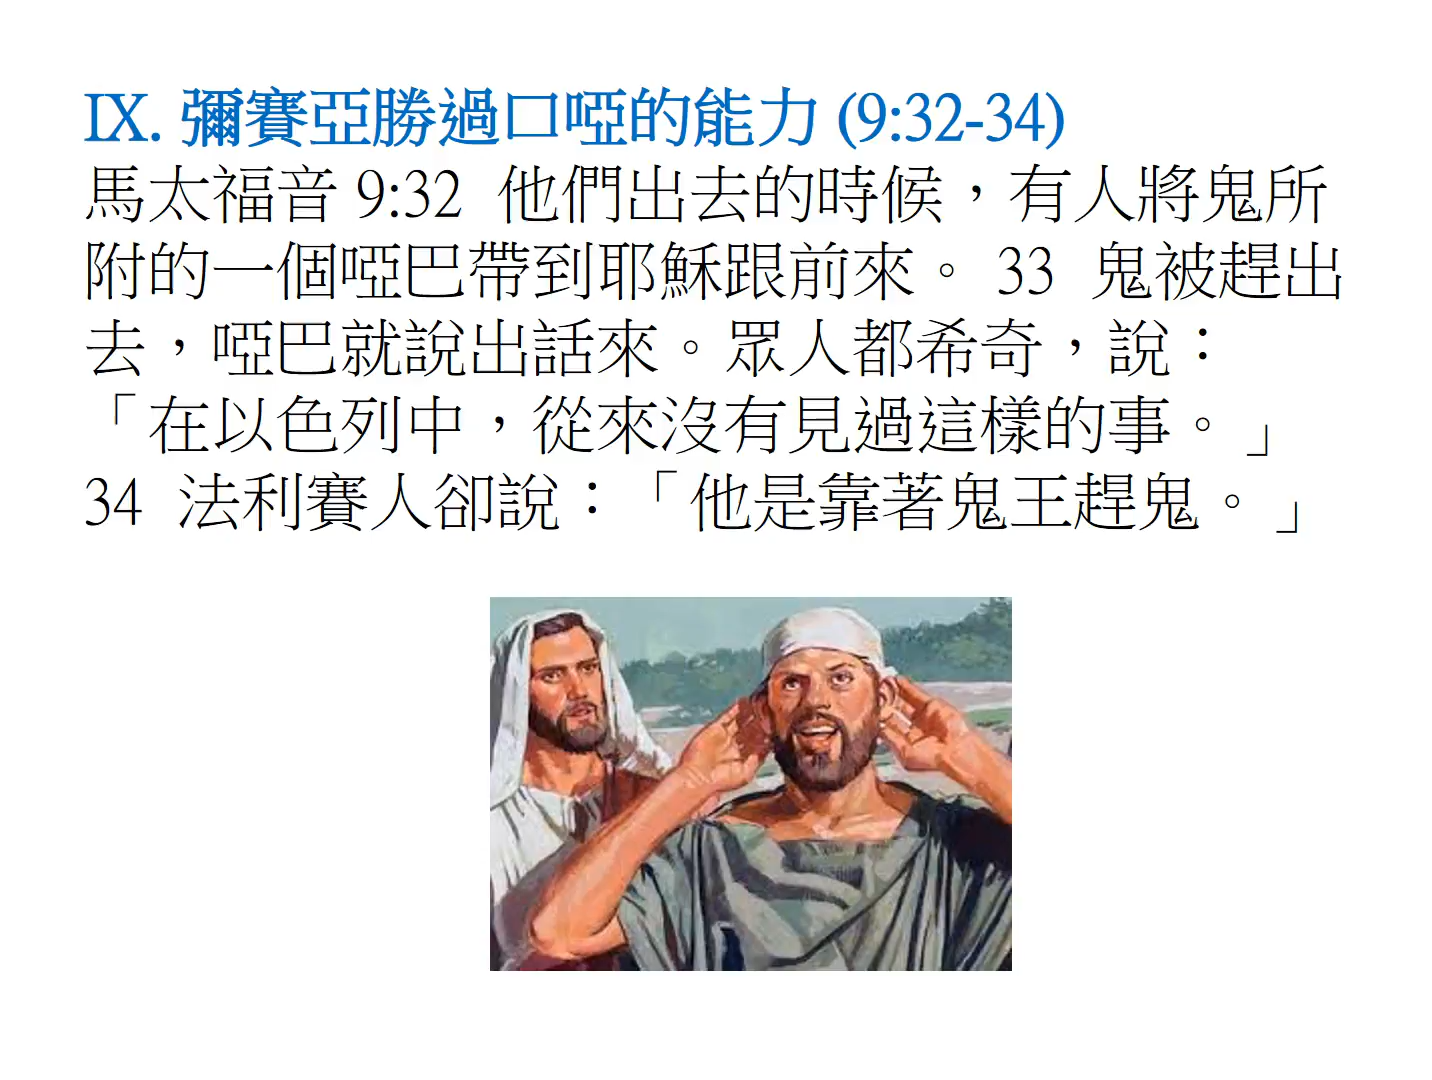 IX. 彌賽亞勝過口啞的能力 (9:32-34)
馬太福音 9:32 他們出去的時候，有人將鬼所
附的一個啞巴帶到耶穌跟前來。 33 鬼被趕出
去，啞巴就說出話來。眾人都希奇，說：
「在以色列中，從來沒有見過這樣的事。」
34 法利賽人卻說：「他是靠著鬼王趕鬼。」